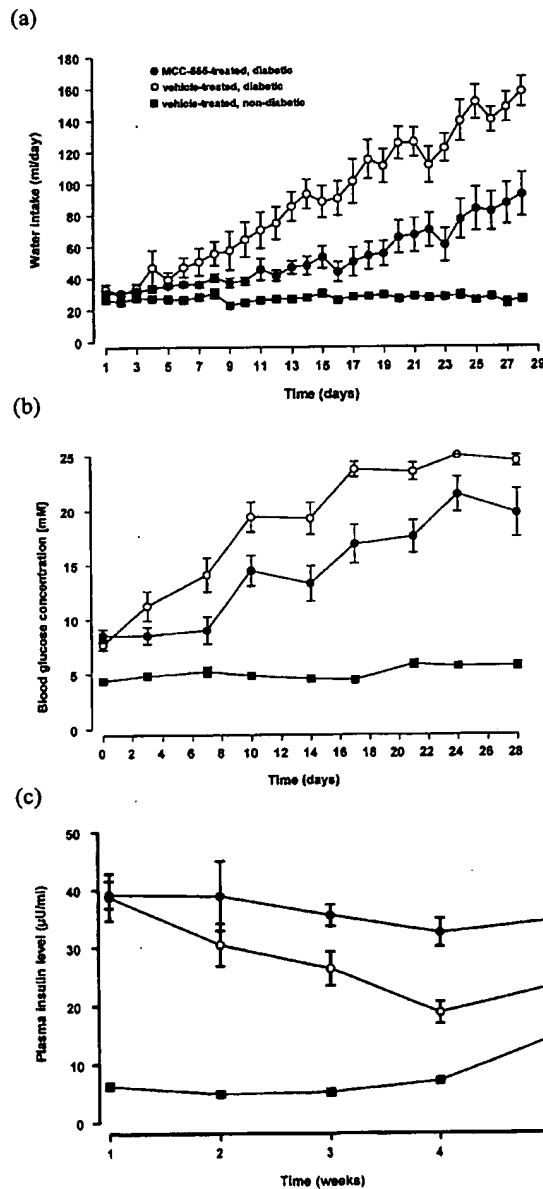 (a)
MCC-555-treated, diabetic
vehicle-treated, diabetic
vehicle-treated, non-diabetic
Water intake (ml/day)
180
160
140
120
100
80
60
40
20
0
1 3 5 7 9 11 13 15 17 19 21 23 25 27 29
Time (days)
(b)
Blood glucose concentration [mM]
25
20
15
10
5
0
0 2 4 6 8 10 12 14 16 18 20 22 24 26 28
Time (days)
(c)
Plasma insulin level (µU/ml)
50
40
30
20
10
0
1 2 3 4
Time (weeks)